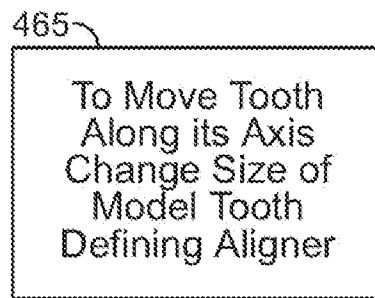 465
To Move Tooth
Along its Axis
Change Size of
Model Tooth
Defining Aligner